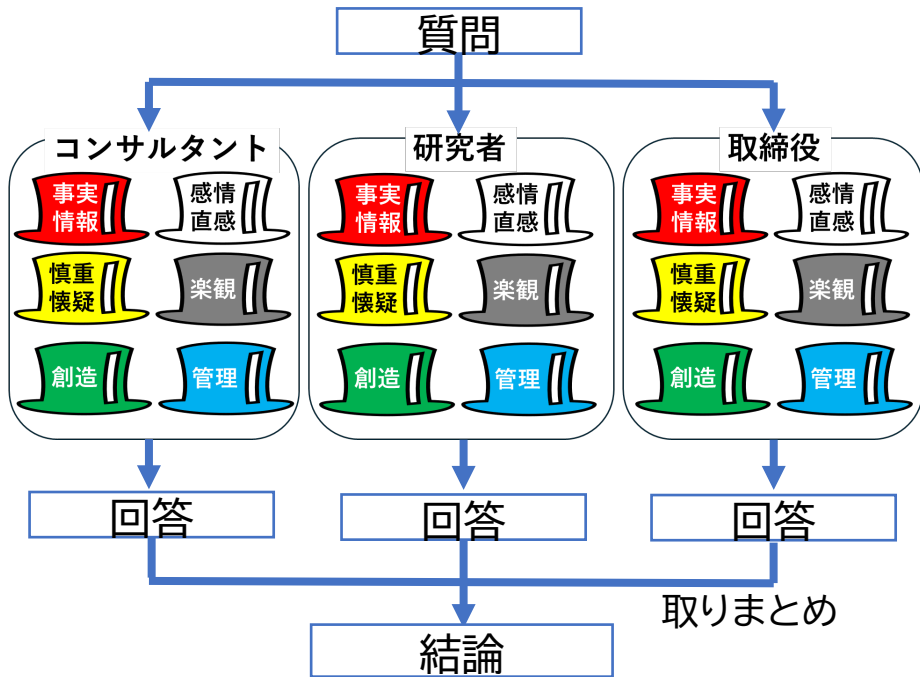 質問
コンサルタント
事実
情報
感情
直感
慎重
懐疑
楽観
創造
管理
研究者
事実
情報
感情
直感
慎重
懐疑
楽観
創造
管理
取締役
事実
情報
感情
直感
慎重
懐疑
楽観
創造
管理
回答
回答
回答
取りまとめ
結論